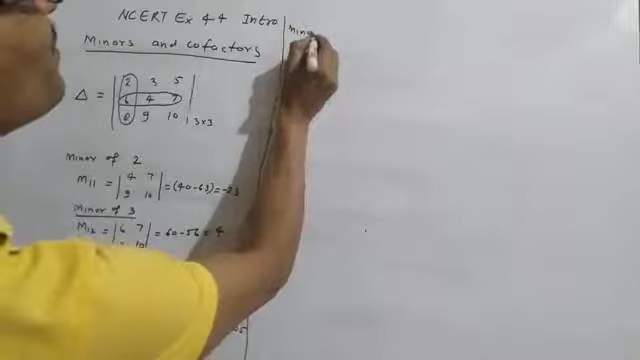 NCERT Ex 4.4 Intro
Minors and cofactors
Δ = | 2 3 5 |
| 6 4 7 |
| 8 9 10 | 3×3
Minor of 2
M11 = | 4 7 | = (40-63) = -23
| 9 10 |
Minor of 3
M12 = | 6 7 | = 60-56 = 4
10
Mino